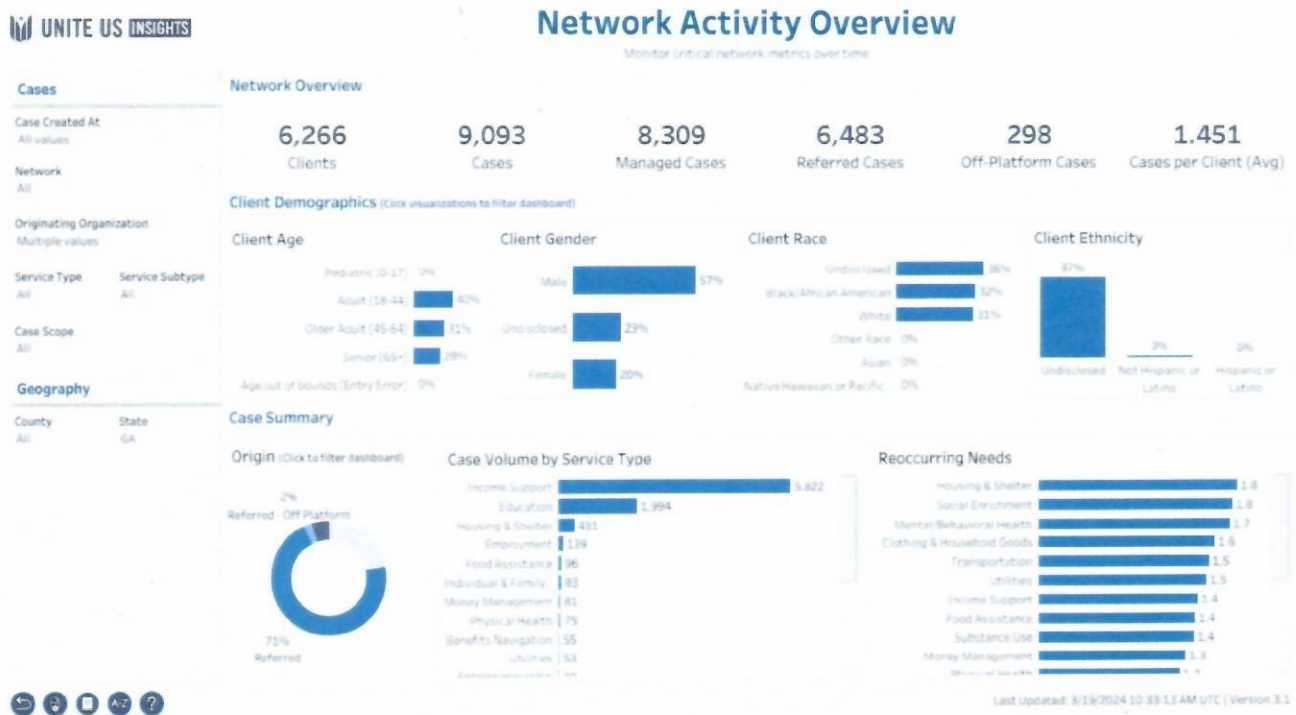 UNITE US INSIGHTS
Network Activity Overview
Monitor critical network metrics over time
Cases
Case Created At
All values
Network
All
Originating Organization
Multiple values
Service Type Service Subtype
All All
Case Scope
All
Geography
County State
All GA
Network Overview
6,266 9,093 8,309 6,483 298 1.451
Clients Cases Managed Cases Referred Cases Off-Platform Cases Cases per Client (Avg)
Client Demographics (Click visualizations to filter dashboard)
Client Age
Pediatric (0-17) 0%
Adult (18-44) 40%
Older Adult (45-64) 31%
Senior (65+) 28%
Age out of bounds (Entry Error) 0%
Client Gender
Male 57%
Undisclosed 23%
Female 20%
Client Race
Undisclosed 36%
Black/African American 32%
White 31%
Other Race 0%
Asian 0%
Native Hawaiian or Pacific 0%
Client Ethnicity
97% 3% 0%
Undisclosed Not Hispanic or Hispanic or
Latino Latino
Case Summary
Origin (Click to filter dashboard)
2%
Referred - Off Platform
71%
Referred
Case Volume by Service Type
Income Support 5,822
Education 1,994
Housing & Shelter 431
Employment 139
Food Assistance 96
Individual & Family.. 83
Money Management 81
Physical Health 75
Benefits Navigation 55
Utilities 53
Reoccurring Needs
Housing & Shelter 1.8
Social Enrichment 1.8
Mental/Behavioral Health 1.7
Clothing & Household Goods 1.6
Transportation 1.5
Utilities 1.5
Income Support 1.4
Food Assistance 1.4
Substance Use 1.4
Money Management 1.3
Physical Health
A-Z ?
Last Updated: 3/19/2024 10:33:13 AM UTC | Version 3.1